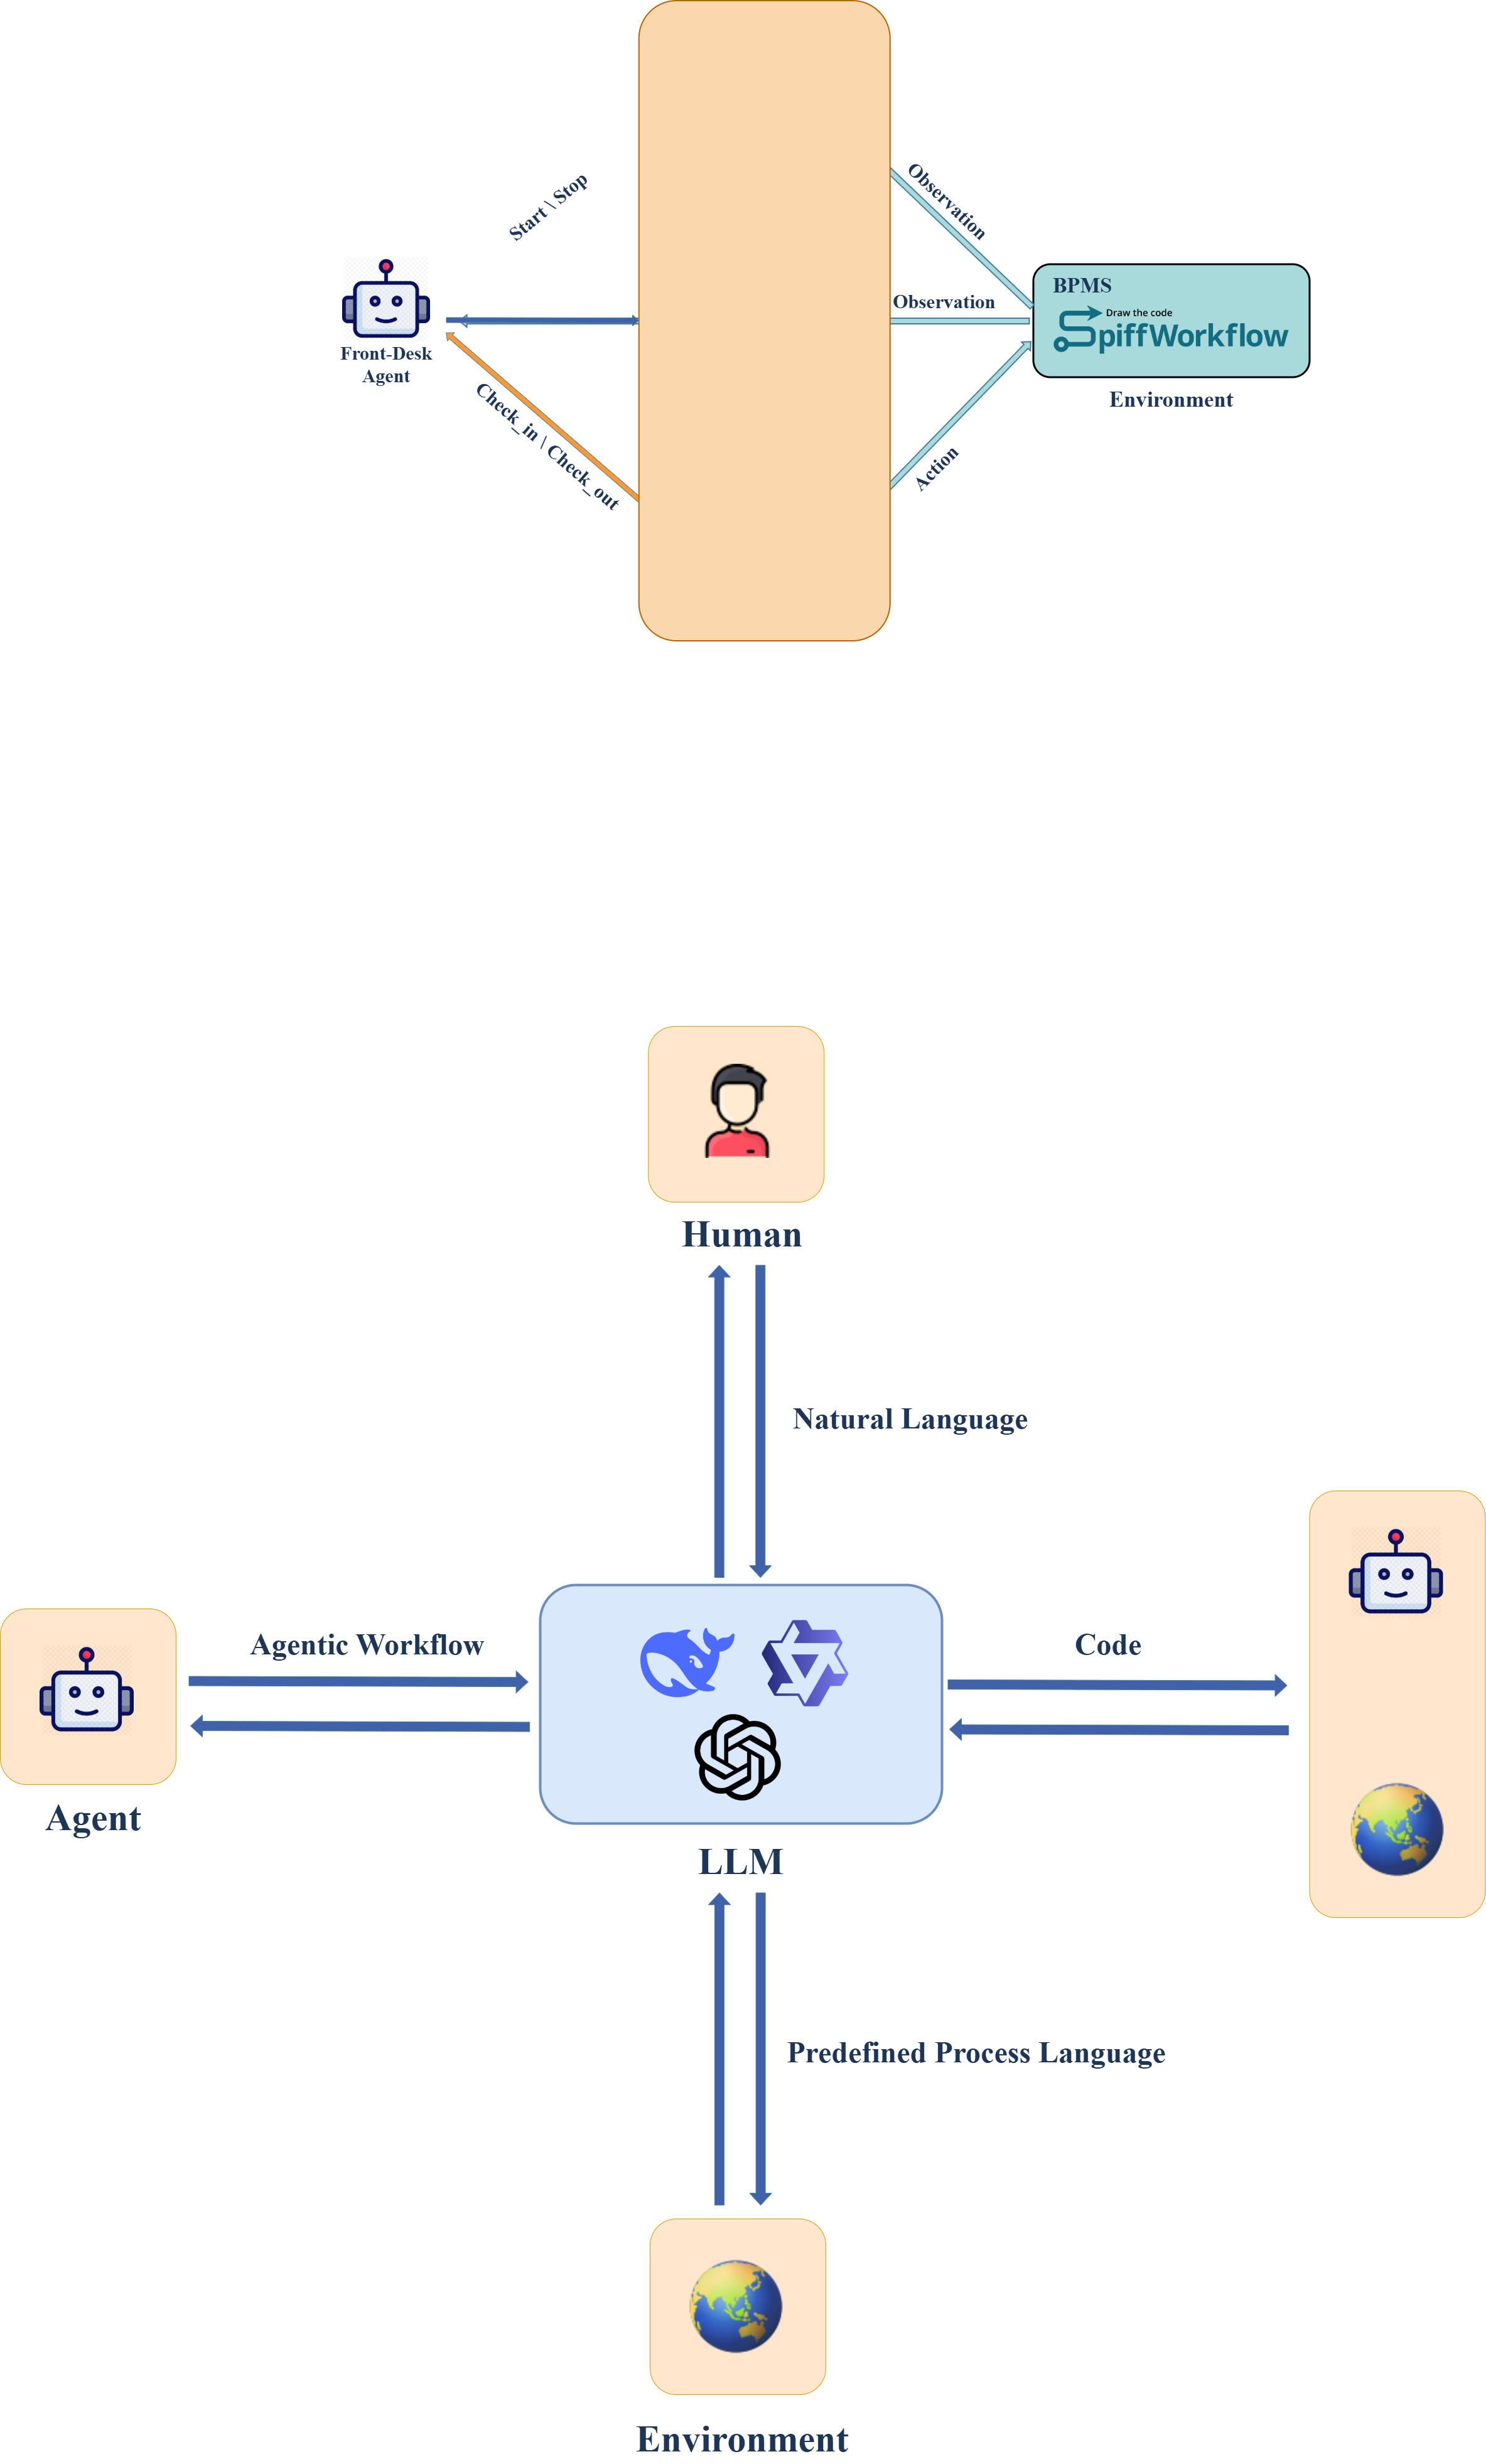 Observation
Start \ Stop
BPMS
Draw the code
SpiffWorkflow
Observation
Front-Desk
Agent
Environment
Check_in \ Check_out
Action
Human
Natural Language
Agentic Workflow
Code
Agent
LLM
Predefined Process Language
Environment